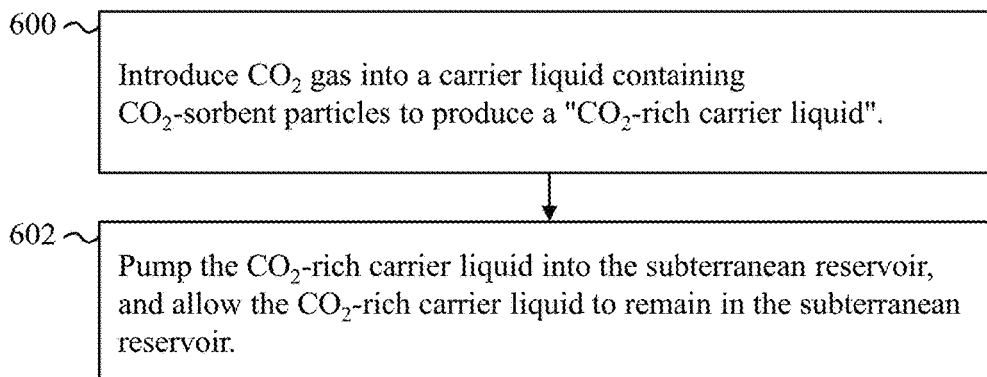 600
Introduce CO₂ gas into a carrier liquid containing
CO₂-sorbent particles to produce a "CO₂-rich carrier liquid".
602
Pump the CO₂-rich carrier liquid into the subterranean reservoir,
and allow the CO₂-rich carrier liquid to remain in the subterranean
reservoir.